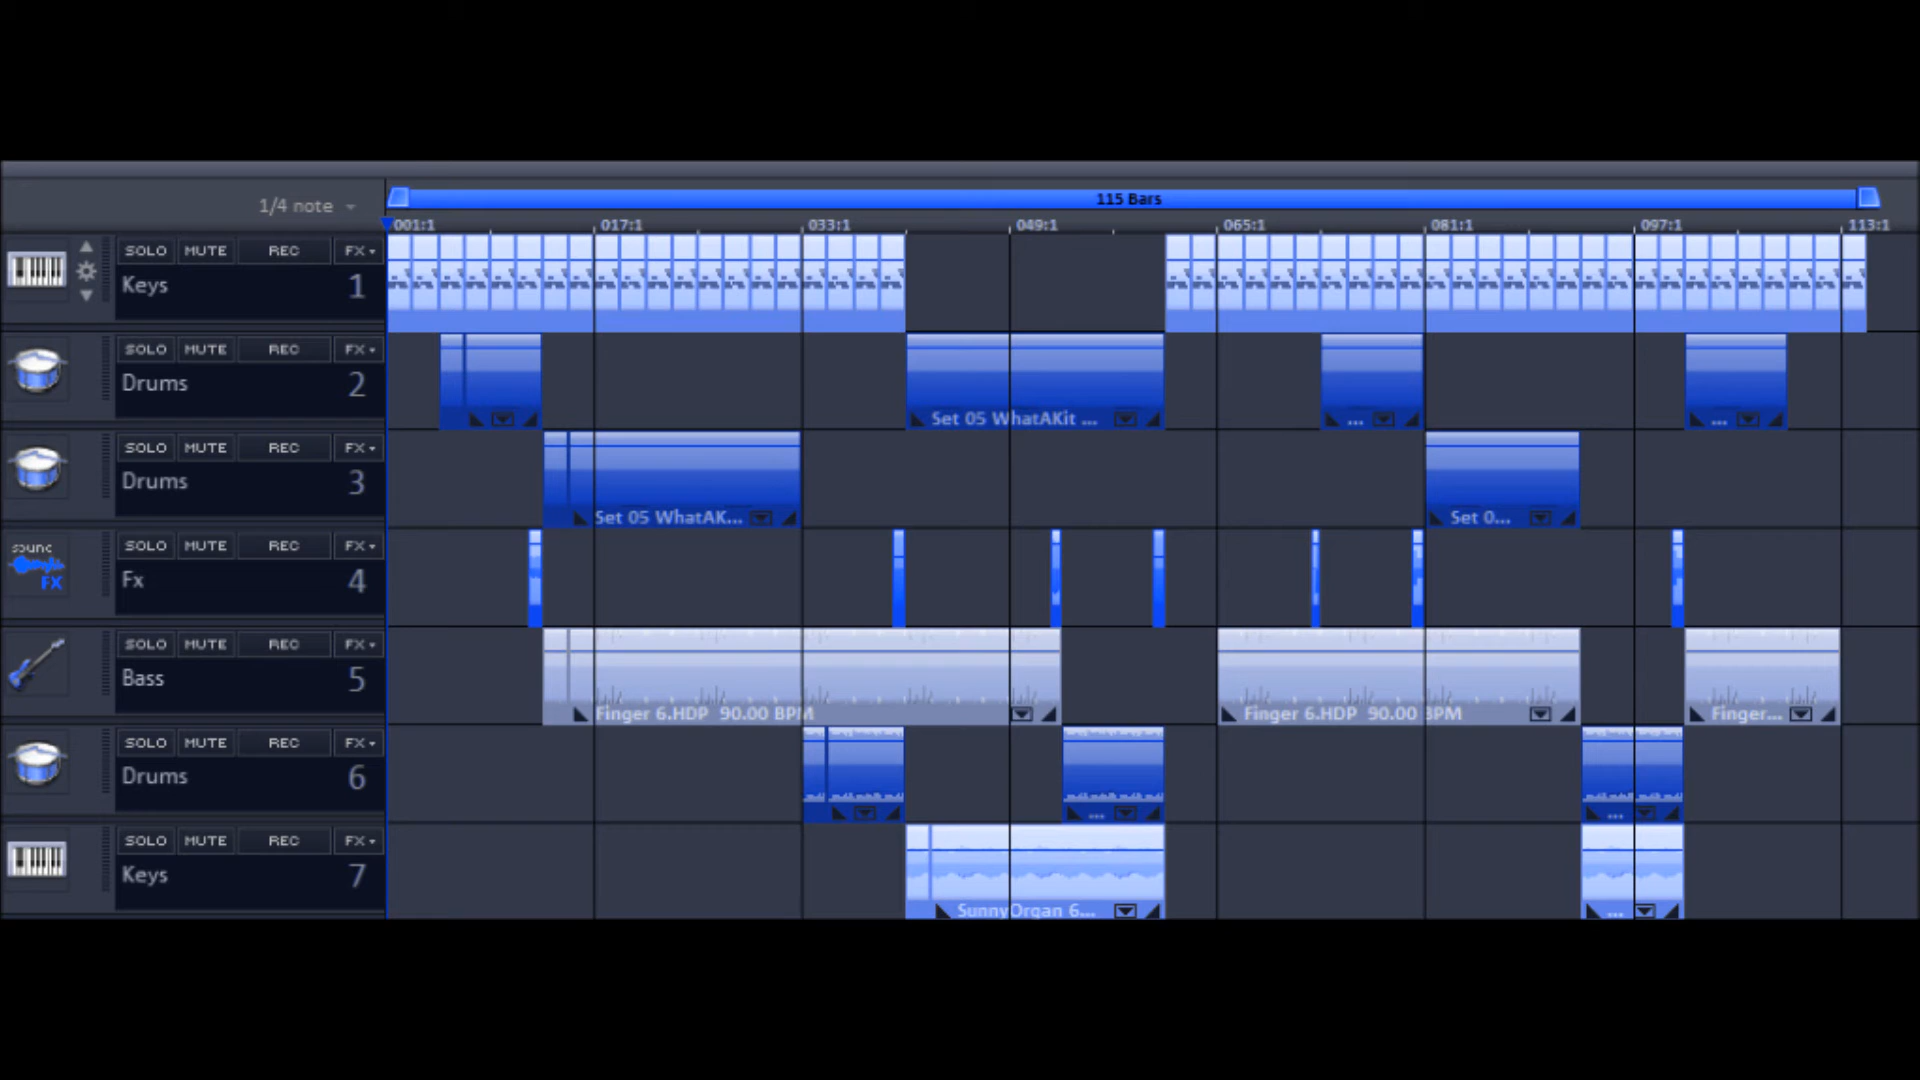 1/4 note
115 Bars
001:1 017:1 033:1 049:1 065:1 081:1 097:1 113:1
SOLO MUTE REC FX
Keys 1
SOLO MUTE REC FX
Drums 2
Set 05 WhatAKit ... ... ...
SOLO MUTE REC FX
Drums 3
Set 05 WhatAK... Set 0...
sound
FX
SOLO MUTE REC FX
Fx 4
SOLO MUTE REC FX
Bass 5
Finger 6.HDP 90.00 BPM Finger 6.HDP 90.00 BPM Finger...
SOLO MUTE REC FX
Drums 6
... ...
SOLO MUTE REC FX
Keys 7
SunnyOrgan 6... ...